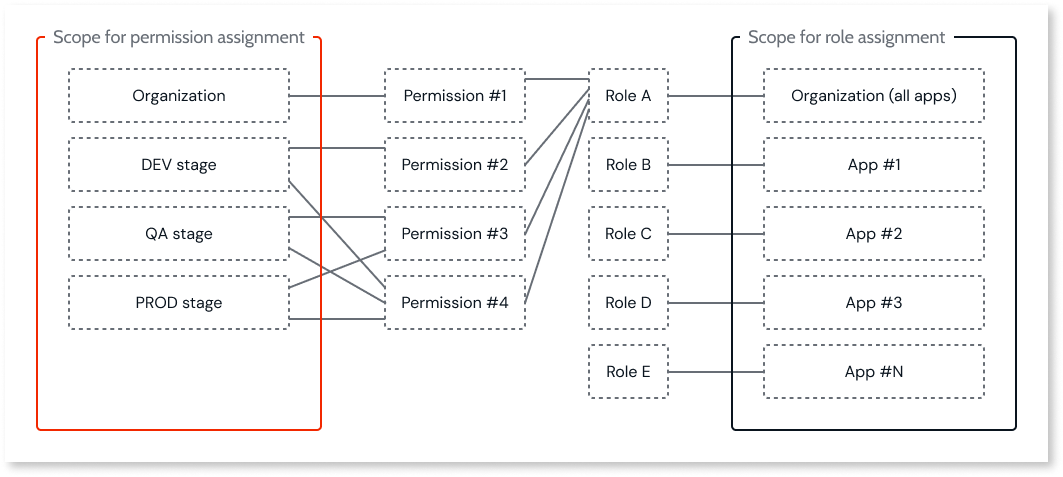 Scope for permission assignment
Scope for role assignment
Organization
Permission #1
Role A
Organization (all apps)
DEV stage
Permission #2
Role B
App #1
QA stage
Permission #3
Role C
App #2
PROD stage
Permission #4
Role D
App #3
Role E
App #N